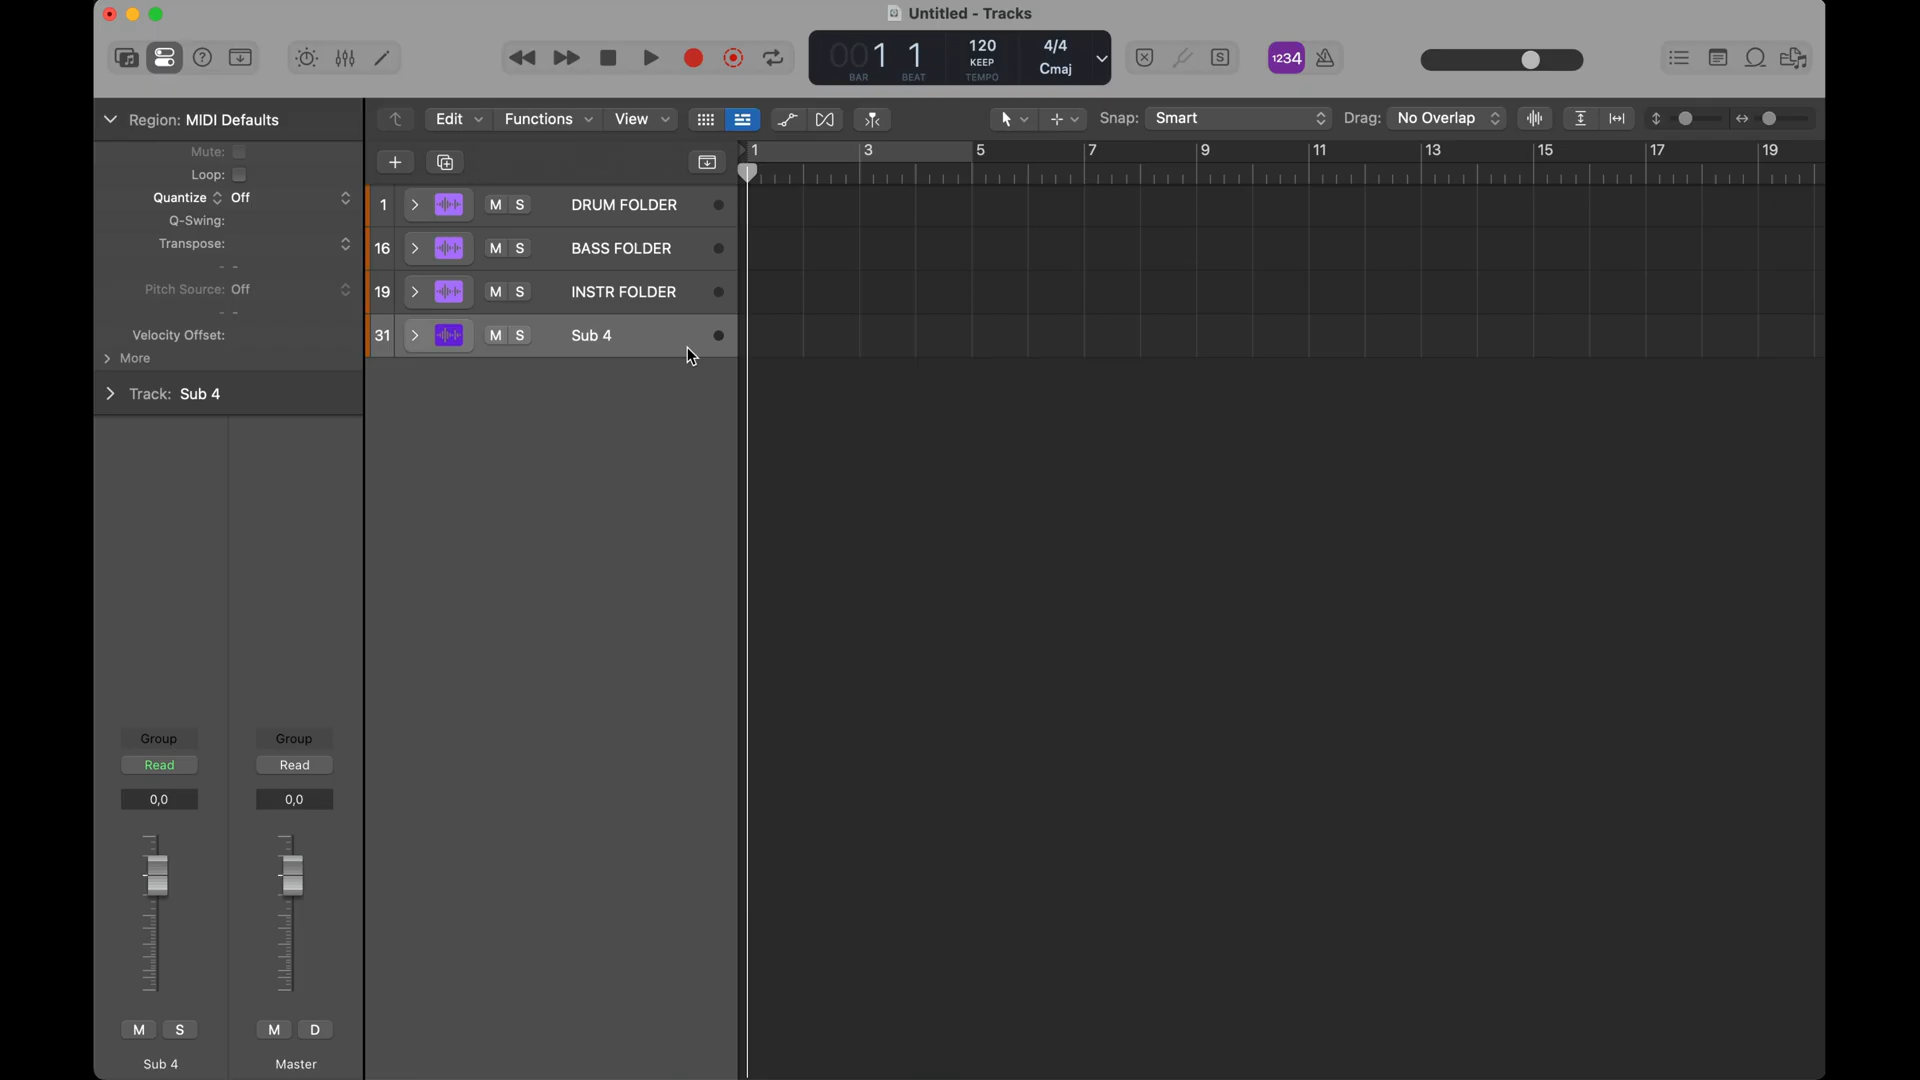 Untitled - Tracks
001 1
BAR BEAT
120
KEEP
TEMPO
4/4
Cmaj
1234
Region: MIDI Defaults
Edit Functions View
Snap: Smart
Drag: No Overlap
Mute:
Loop:
Quantize Off
Q-Swing:
Transpose:
- -
Pitch Source: Off
- -
Velocity Offset:
More
Track: Sub 4
1 3 5 7 9 11 13 15 17 19
1 M S DRUM FOLDER
16 M S BASS FOLDER
19 M S INSTR FOLDER
31 M S Sub 4
Group Group
Read Read
0,0 0,0
M S M D
Sub 4 Master